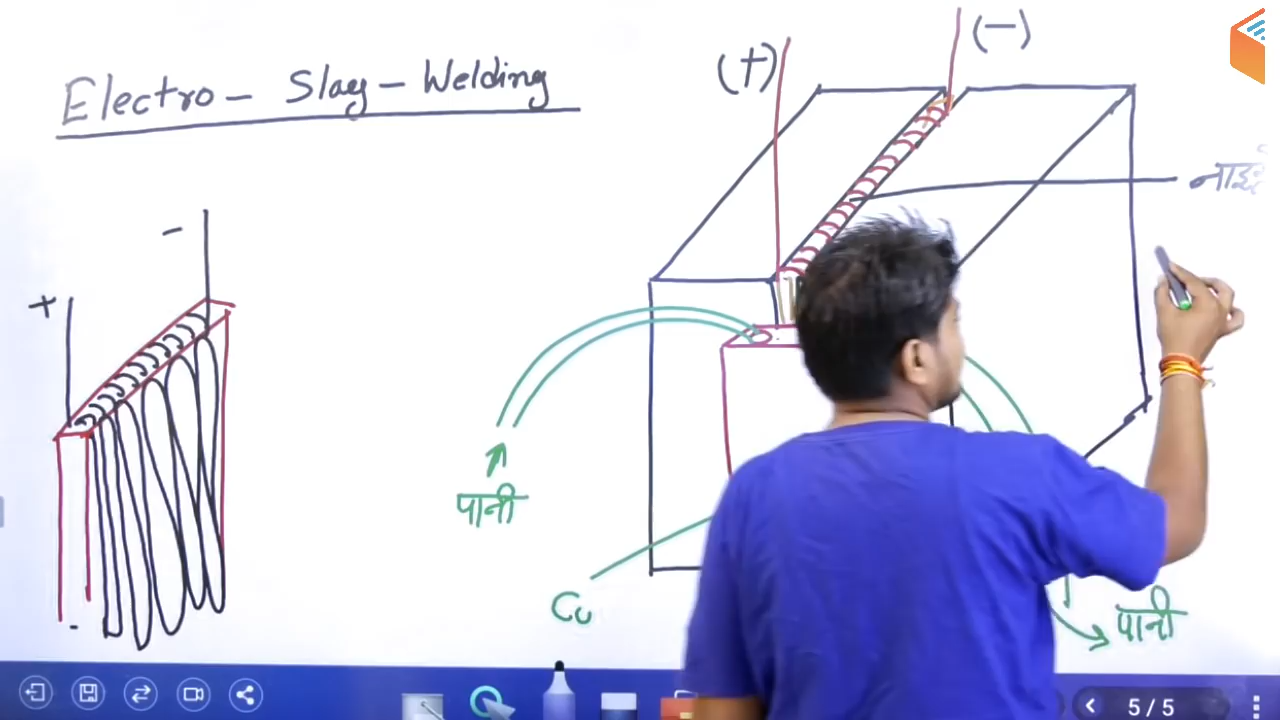 Electro - Slag - Welding
(+)
(-)
-
+
पानी
Cu
पानी
5 / 5